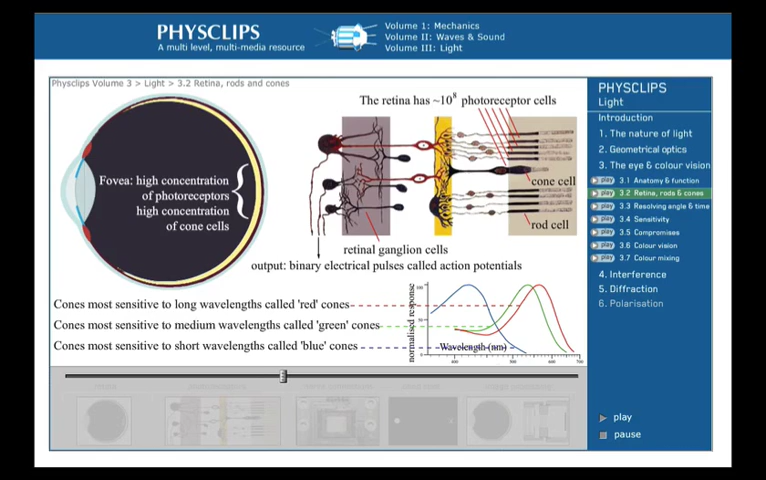 PHYSCLIPS
A multi level, multi-media resource
Volume 1: Mechanics
Volume II: Waves & Sound
Volume III: Light
Physclips Volume 3 > Light > 3.2 Retina, rods and cones
The retina has ~10⁸ photoreceptor cells
Fovea: high concentration
of photoreceptors
high concentration
of cone cells
cone cell
rod cell
retinal ganglion cells
output: binary electrical pulses called action potentials
Cones most sensitive to long wavelengths called 'red' cones
Cones most sensitive to medium wavelengths called 'green' cones
Cones most sensitive to short wavelengths called 'blue' cones
normalised response
100
50
Wavelength (nm)
400
500
600
700
PHYSCLIPS
Light
Introduction
1. The nature of light
2. Geometrical optics
3. The eye & colour vision
play 3.1 Anatomy & function
play 3.2 Retina, rods & cones
play 3.3 Resolving angle & time
play 3.4 Sensitivity
play 3.5 Compromises
play 3.6 Colour vision
play 3.7 Colour mixing
4. Interference
5. Diffraction
6. Polarisation
play
pause